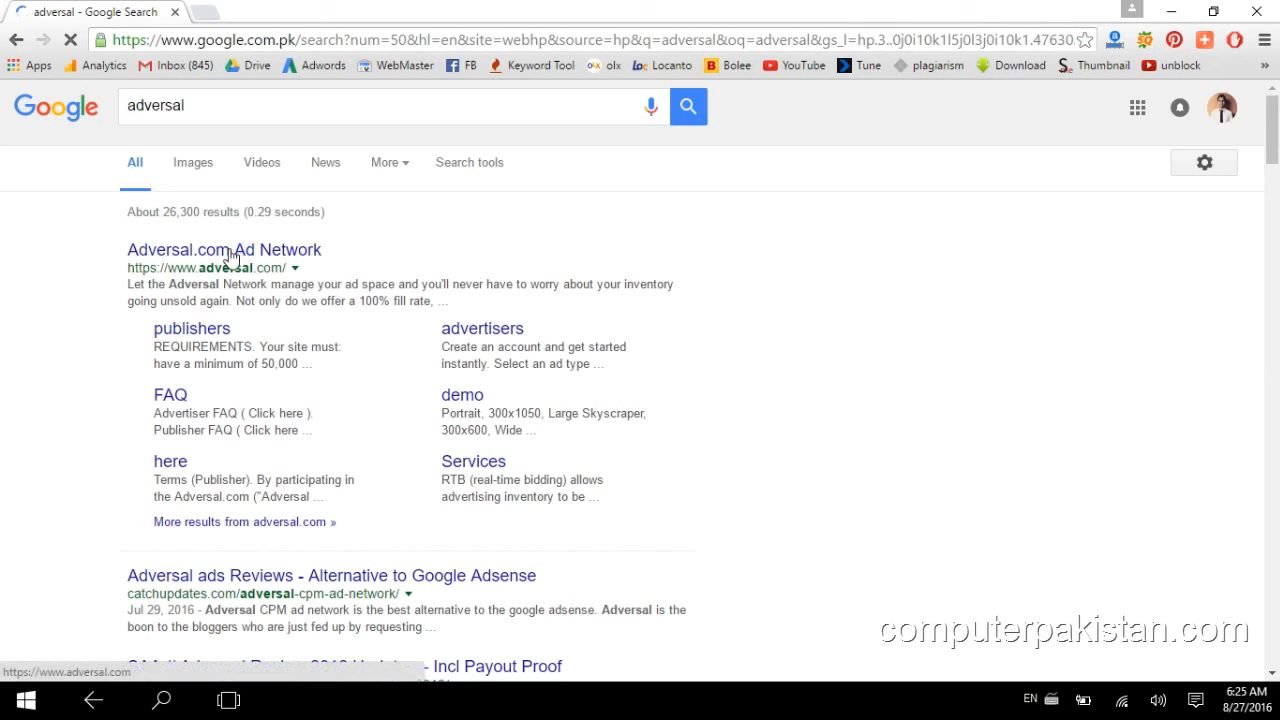 adversal - Google Search
https://www.google.com.pk/search?num=50&hl=en&site=webhp&source=hp&q=adversal&oq=adversal&gs_l=hp.3..0j0i10k1l5j0l3j0i10k1.47630.
Apps Analytics Inbox (845) Drive Adwords WebMaster FB Keyword Tool olx Locanto Bolee YouTube Tune plagiarism Download Thumbnail unblock »
Google adversal
All Images Videos News More Search tools
About 26,300 results (0.29 seconds)
Adversal.com Ad Network
https://www.adversal.com/
Let the Adversal Network manage your ad space and you'll never have to worry about your inventory
going unsold again. Not only do we offer a 100% fill rate, ...
publishers advertisers
REQUIREMENTS. Your site must: Create an account and get started
have a minimum of 50,000 ... instantly. Select an ad type ...
FAQ demo
Advertiser FAQ ( Click here ). Portrait, 300x1050, Large Skyscraper,
Publisher FAQ ( Click here ... 300x600, Wide ...
here Services
Terms (Publisher). By participating in RTB (real-time bidding) allows
the Adversal.com ("Adversal ... advertising inventory to be ...
More results from adversal.com »
Adversal ads Reviews - Alternative to Google Adsense
catchupdates.com/adversal-cpm-ad-network/
Jul 29, 2016 - Adversal CPM ad network is the best alternative to the google adsense. Adversal is the
boon to the bloggers who are just fed up by requesting ...
computerpakistan.com
- Incl Payout Proof
https://www.adversal.com
EN 6:25 AM
8/27/2016